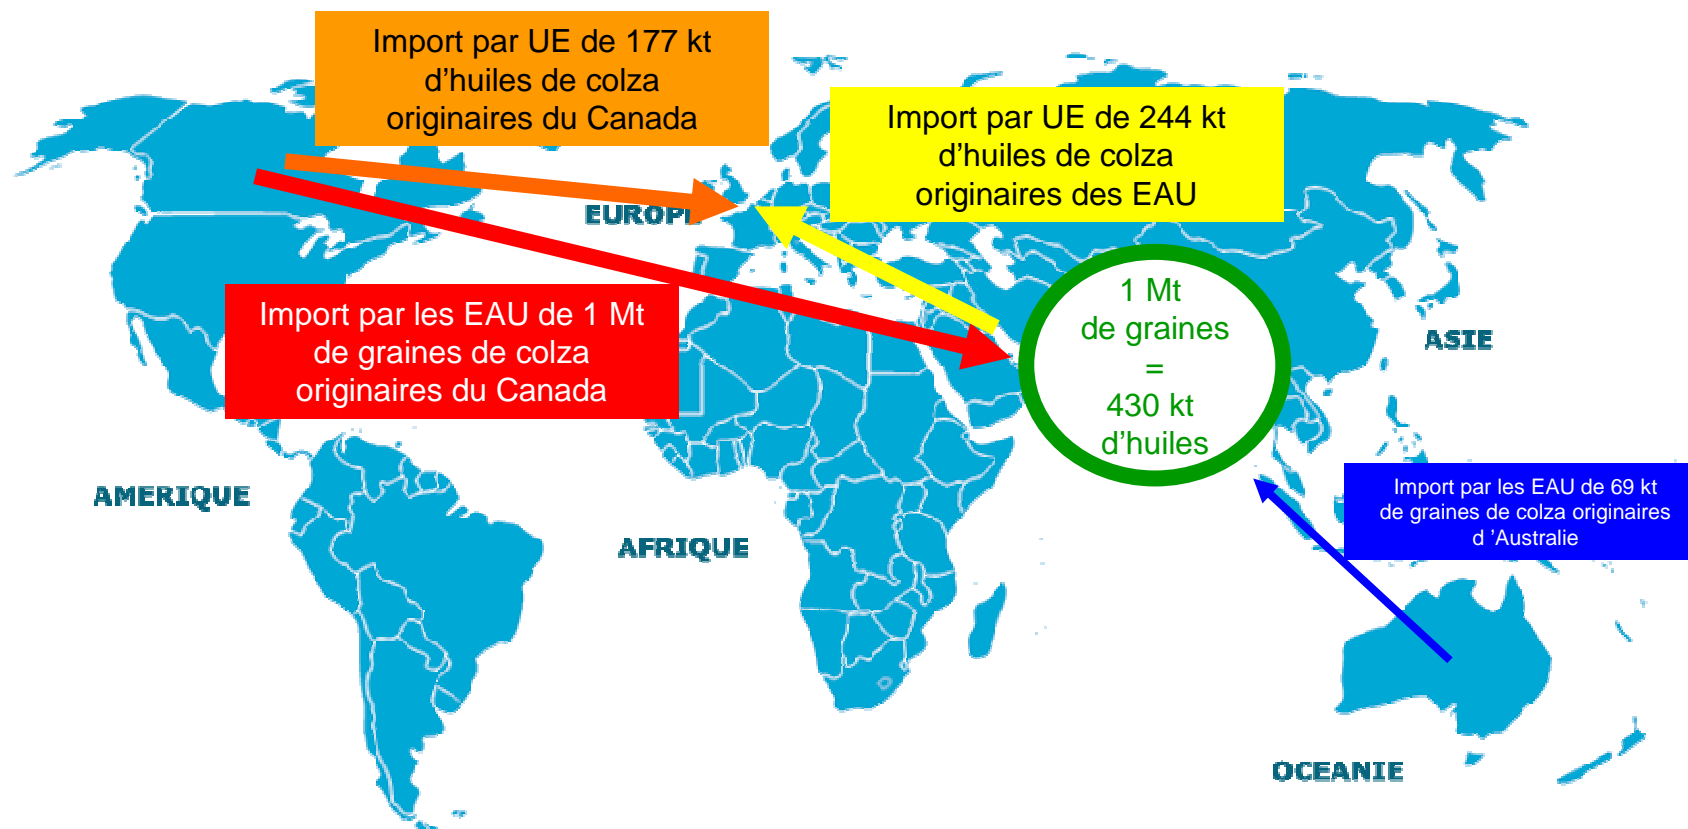 Import par UE de 177 kt
d'huiles de colza
originaires du Canada
Import par UE de 244 kt
d'huiles de colza
originaires des EAU
EUROPE
Import par les EAU de 1 Mt
de graines de colza
originaires du Canada
1 Mt
de graines
=
430 kt
d'huiles
ASIE
AMERIQUE
AFRIQUE
Import par les EAU de 69 kt
de graines de colza originaires
d 'Australie
OCEANIE